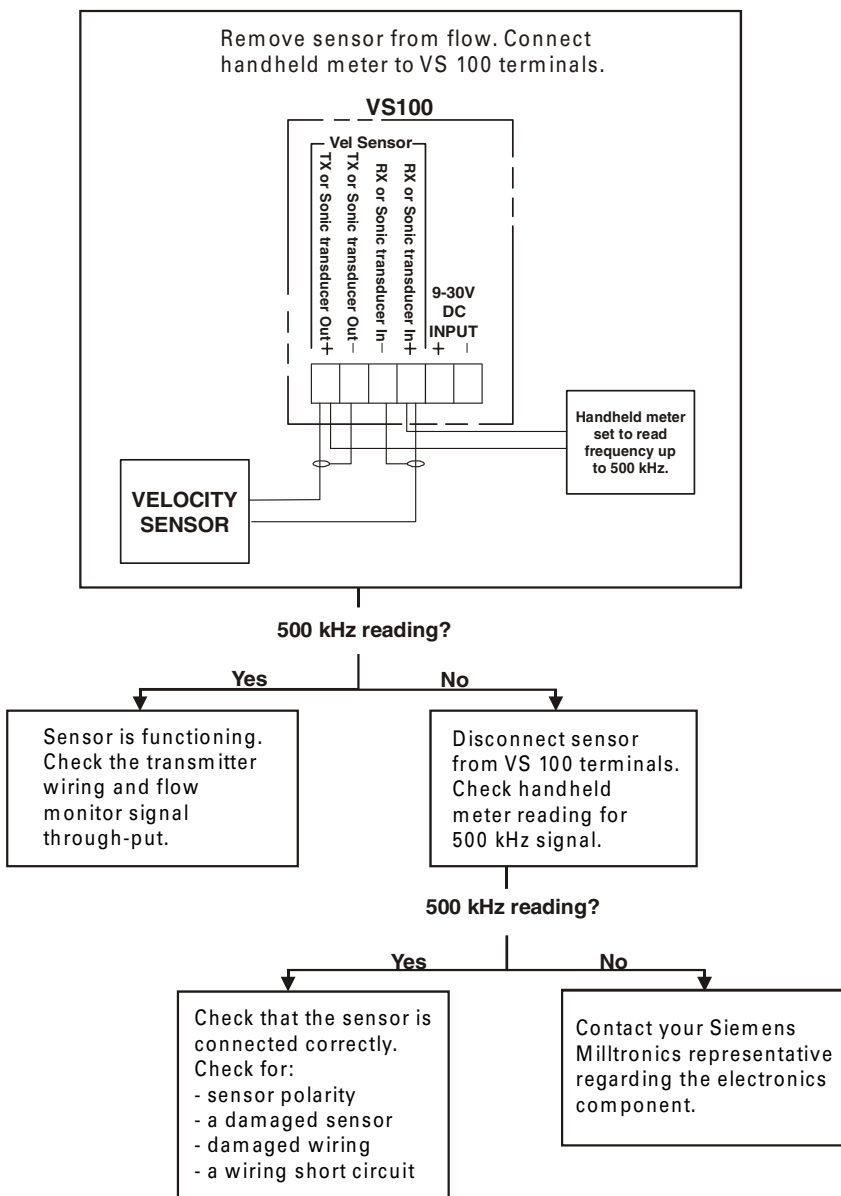 Remove sensor from flow. Connect
handheld meter to VS 100 terminals.
VS100
Vel Sensor
TX or Sonic transducer Out+
TX or Sonic transducer Out-
RX or Sonic transducer In-
RX or Sonic transducer In+
9-30V
DC
INPUT
+ -
Handheld meter
set to read
frequency up
to 500 kHz.
VELOCITY
SENSOR
500 kHz reading?
Yes
No
Sensor is functioning.
Check the transmitter
wiring and flow
monitor signal
through-put.
Disconnect sensor
from VS 100 terminals.
Check handheld
meter reading for
500 kHz signal.
500 kHz reading?
Yes
No
Check that the sensor is
connected correctly.
Check for:
- sensor polarity
- a damaged sensor
- damaged wiring
- a wiring short circuit
Contact your Siemens
Milltronics representative
regarding the electronics
component.